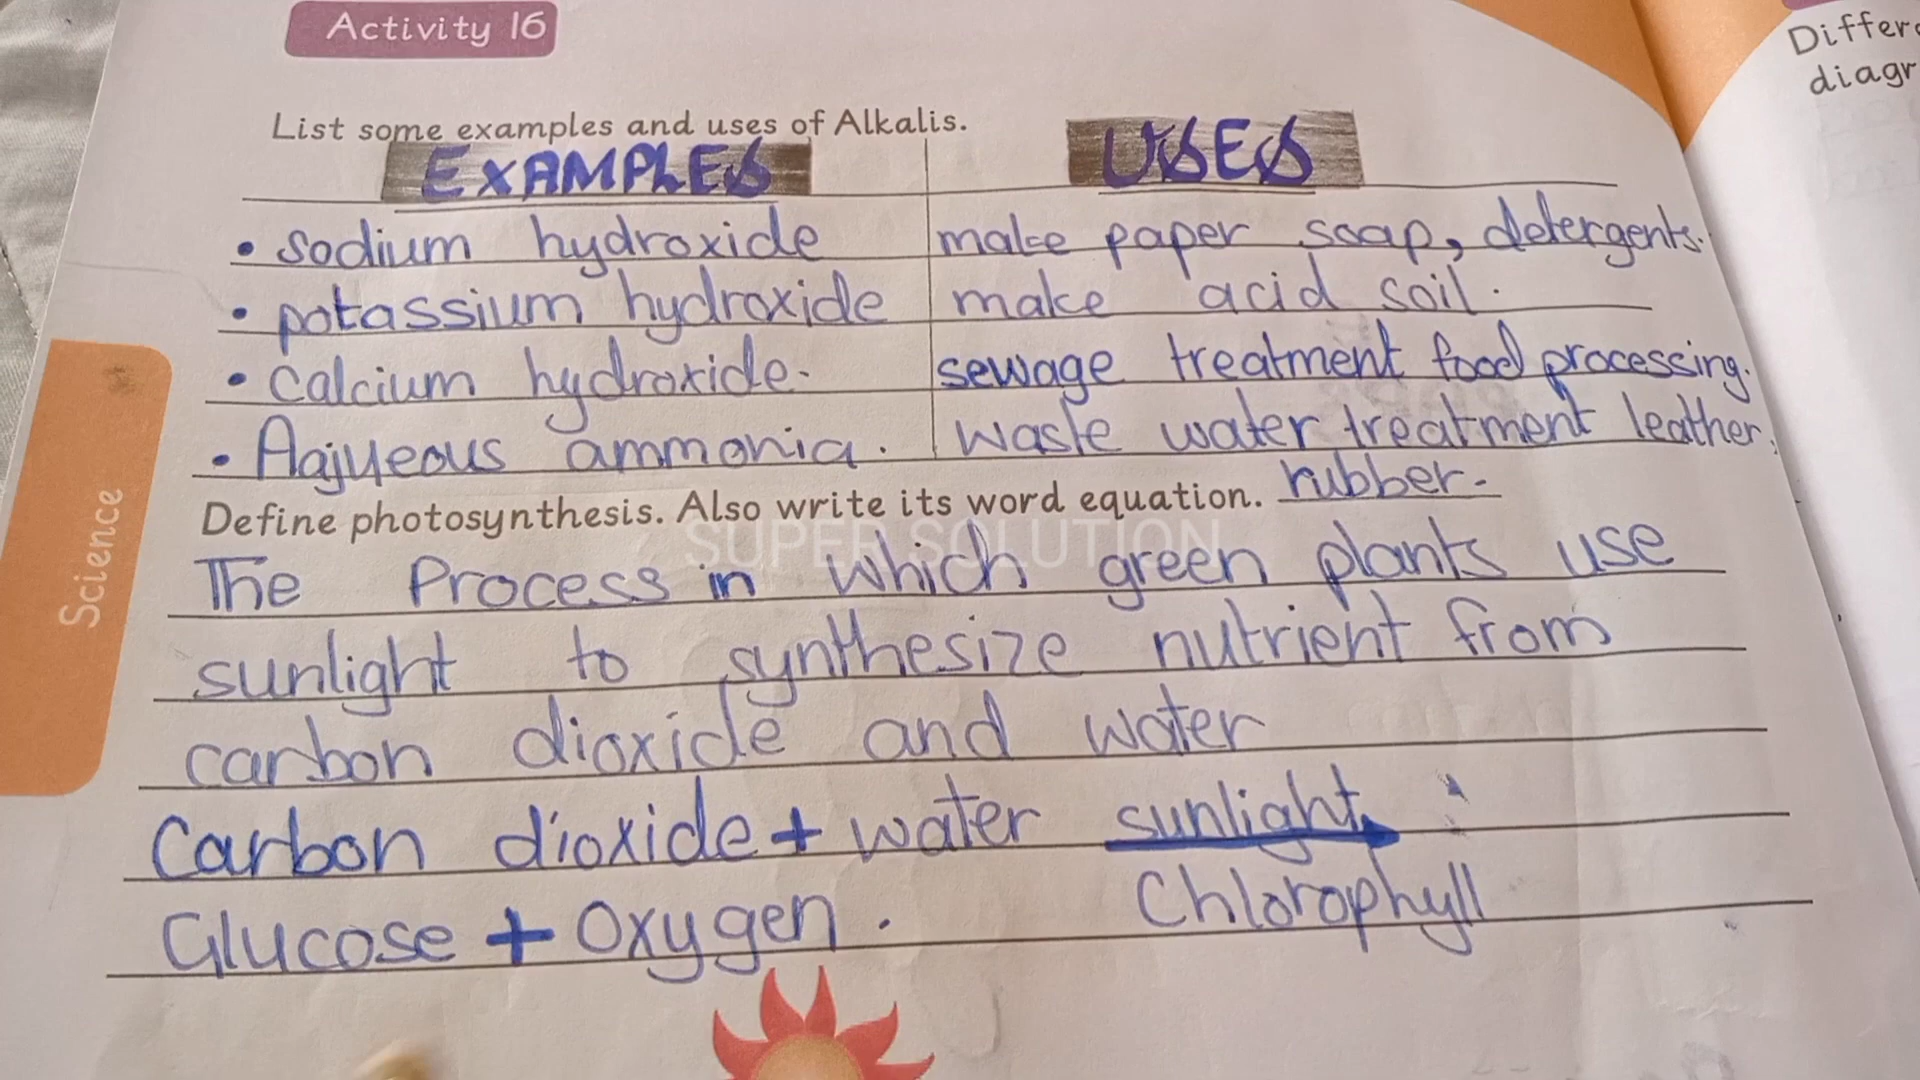 Activity 16
List some examples and uses of Alkalis.
EXAMPLES USES
• sodium hydroxide make paper soap, detergents.
• potassium hydroxide make acid soil.
• Calcium hydroxide. sewage treatment food processing.
• Aajyeous ammonia. waste water treatment leather,
rubber.
Define photosynthesis. Also write its word equation.
SUPER SOLUTION
The Process in which green plants use
sunlight to synthesize nutrient from
carbon dioxide and water
Carbon dioxide + water sunlight
Chlorophyll
Glucose + Oxygen.
Science
diagr